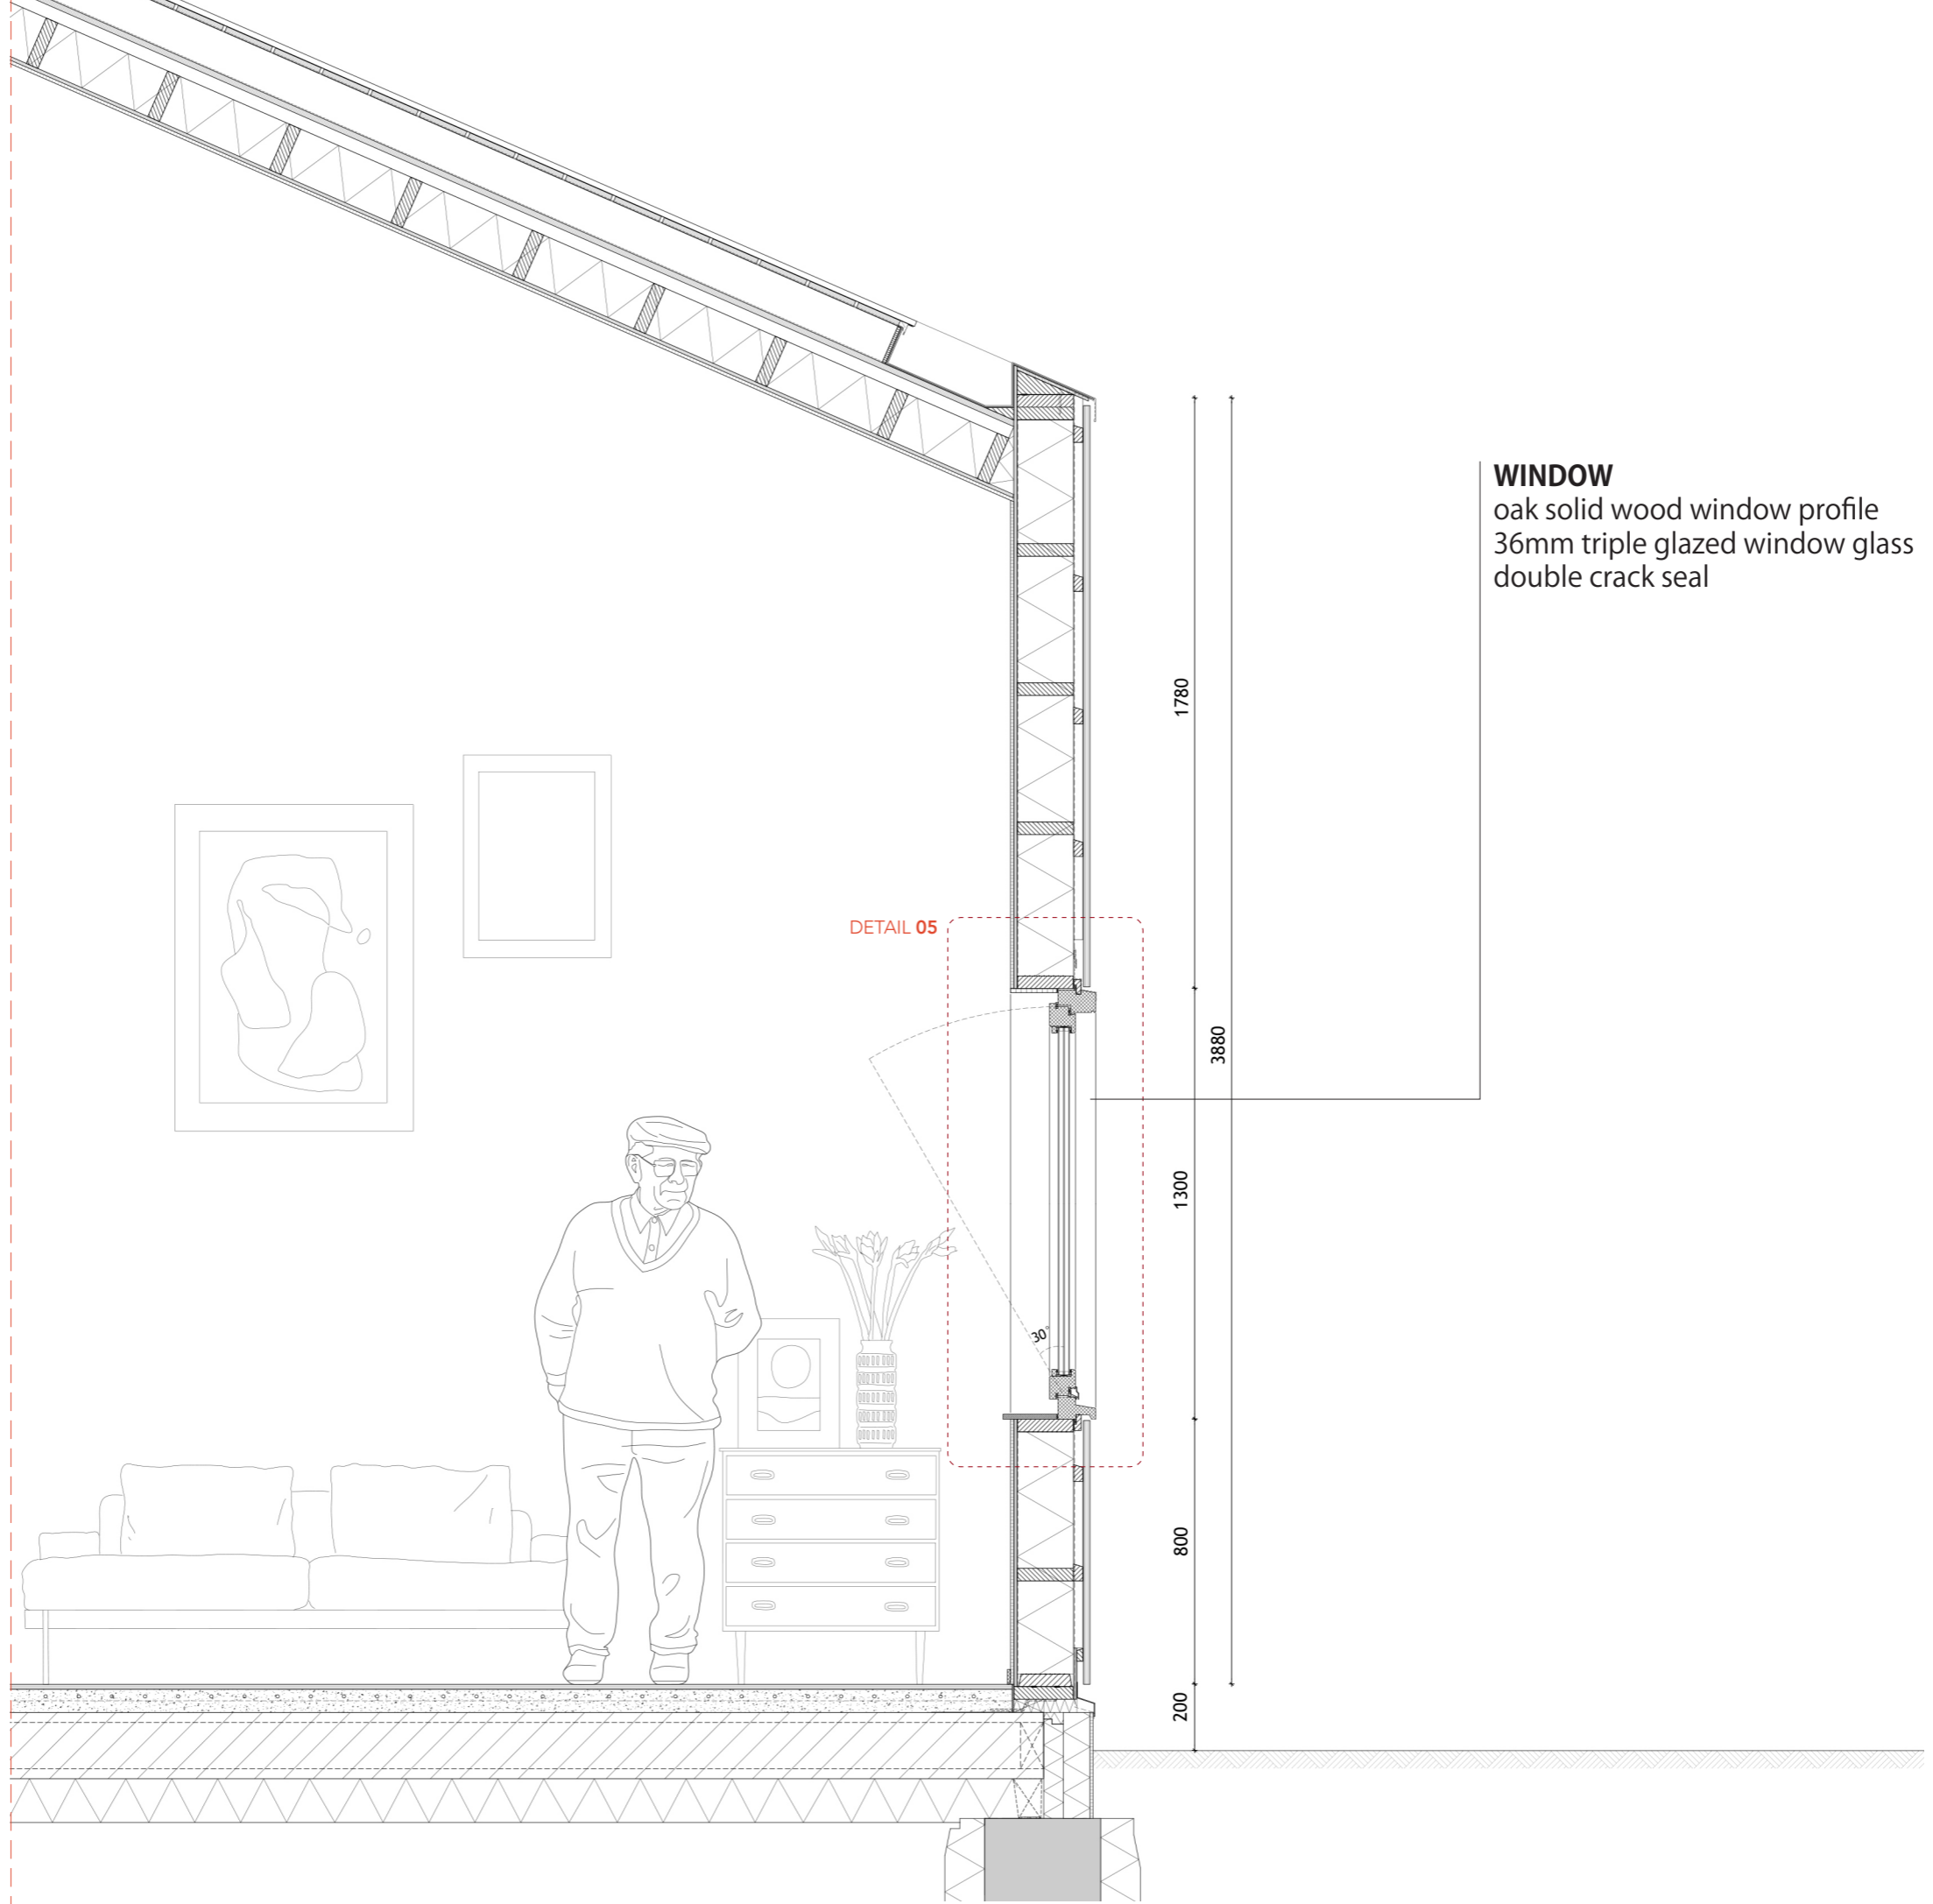 WINDOW
oak solid wood window profile
36mm triple glazed window glass
double crack seal
1780
DETAIL 05
3880
1300
30°
800
200